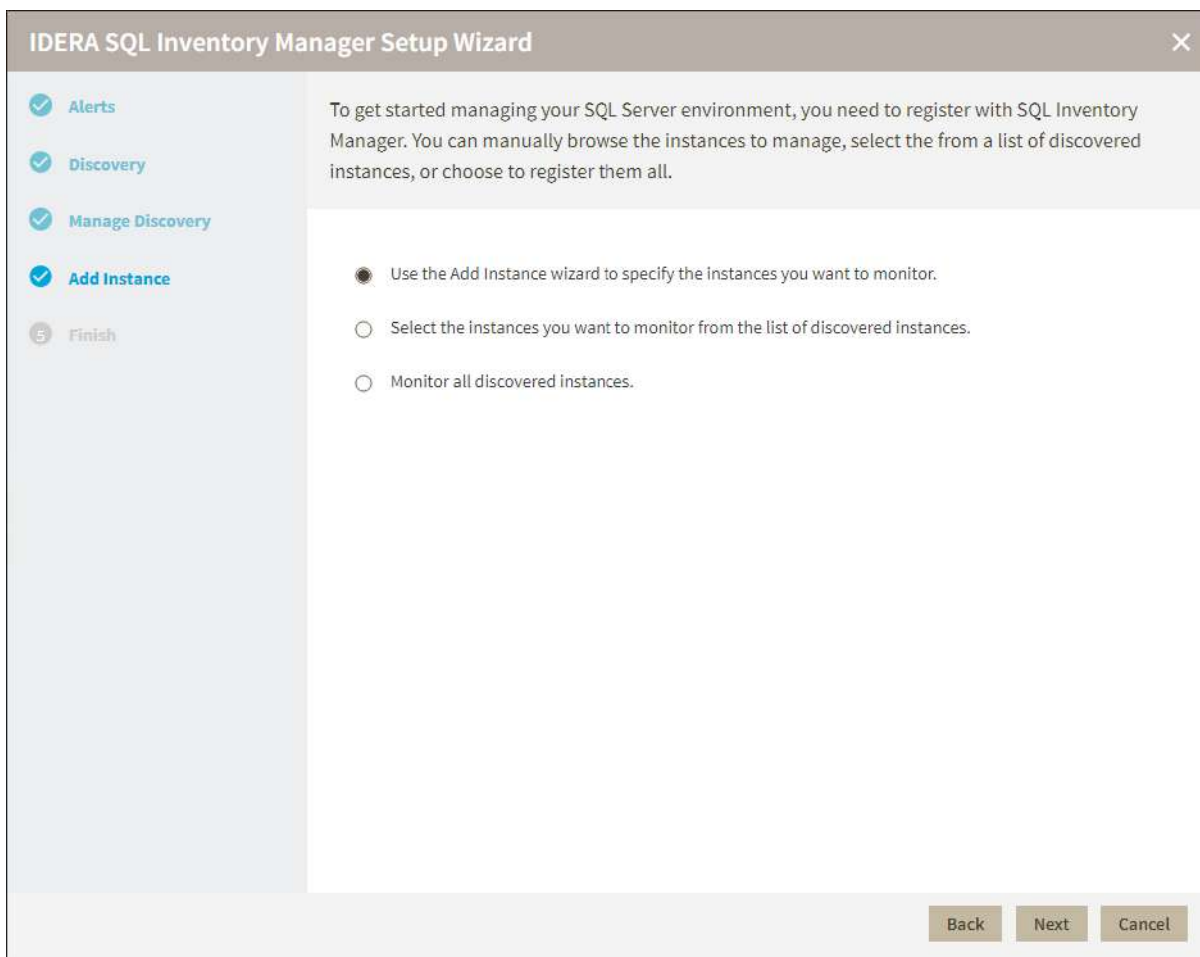 IDERA SQL Inventory Manager Setup Wizard
Alerts
Discovery
Manage Discovery
Add Instance
5 Finish
To get started managing your SQL Server environment, you need to register with SQL Inventory
Manager. You can manually browse the instances to manage, select the from a list of discovered
instances, or choose to register them all.
Use the Add Instance wizard to specify the instances you want to monitor.
Select the instances you want to monitor from the list of discovered instances.
Monitor all discovered instances.
Back Next Cancel